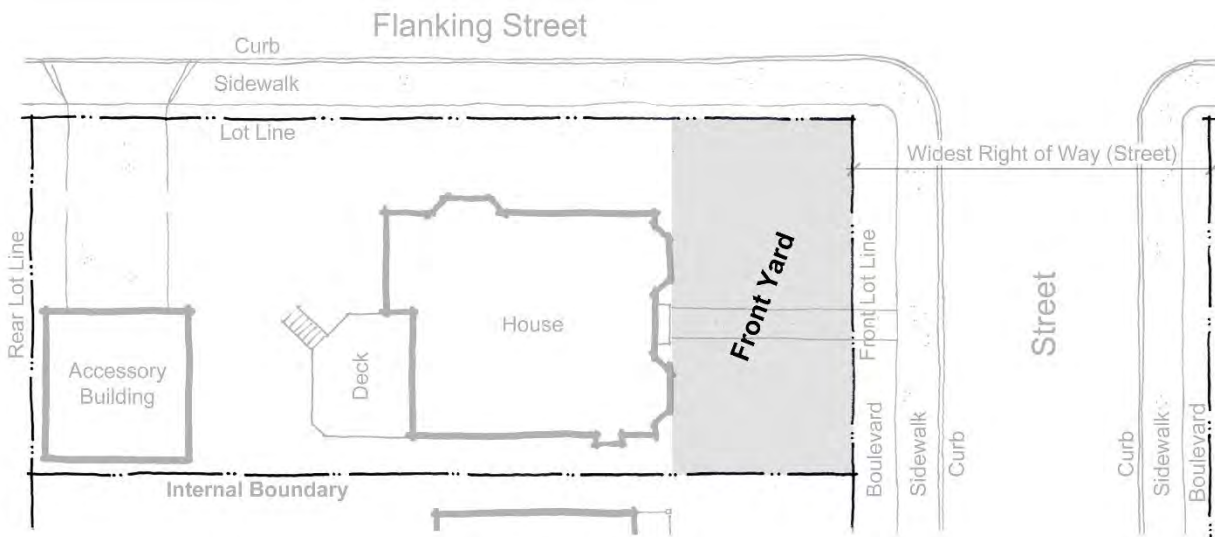 Flanking Street
Curb
Sidewalk
Lot Line
Widest Right of Way (Street)
Rear Lot Line
Front Yard
Front Lot Line
Street
House
Deck
Accessory
Building
Boulevard
Sidewalk
Curb
Curb
Sidewalk
Boulevard
Internal Boundary